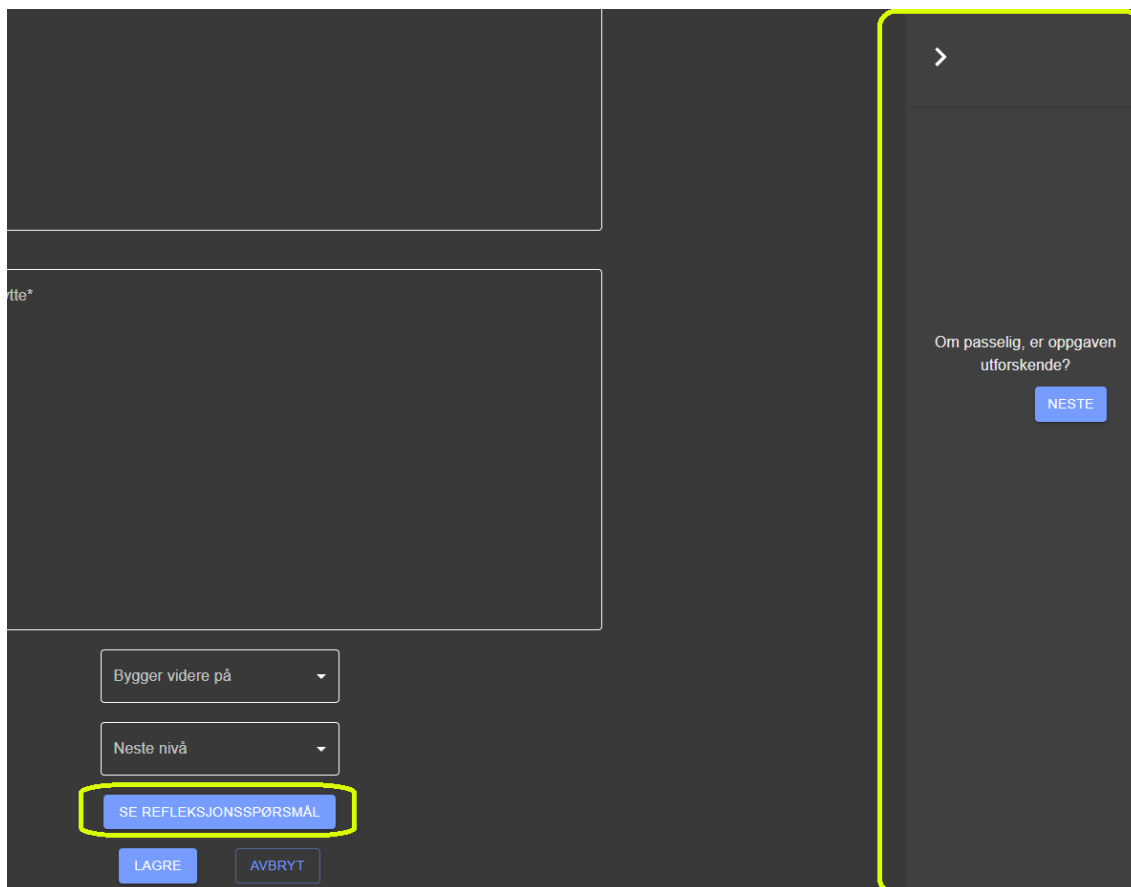 ytte*
Om passelig, er oppgaven
utforskende?
NESTE
Bygger videre på
Neste nivå
SE REFLEKSJONSSPØRSMÅL
LAGRE
AVBRYT